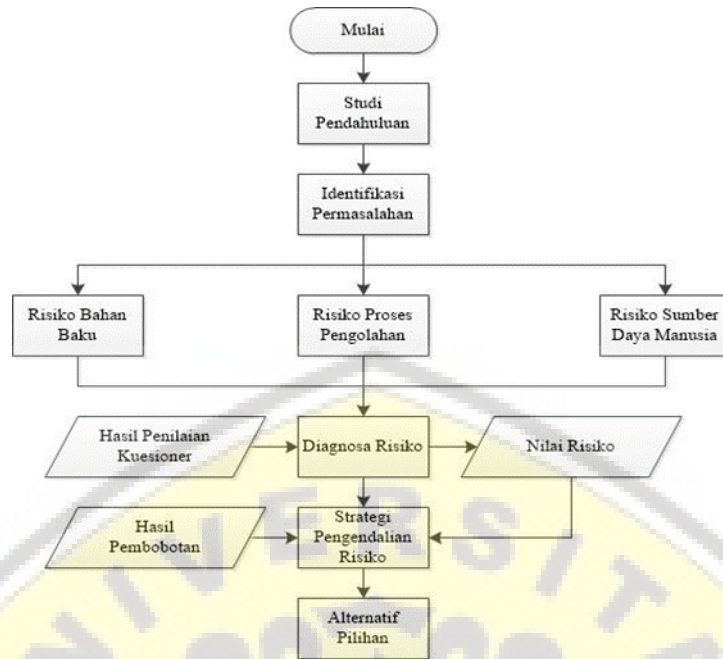 Mulai
Studi
Pendahuluan
Identifikasi
Permasalahan
Risiko Bahan
Baku
Risiko Proses
Pengolahan
Risiko Sumber
Daya Manusia
Hasil Penilaian
Kuesioner
Diagnosa Risiko
Nilai Risiko
Hasil
Pembobotan
Strategi
Pengendalian
Risiko
Alternatif
Pilihan
NIVERSITA